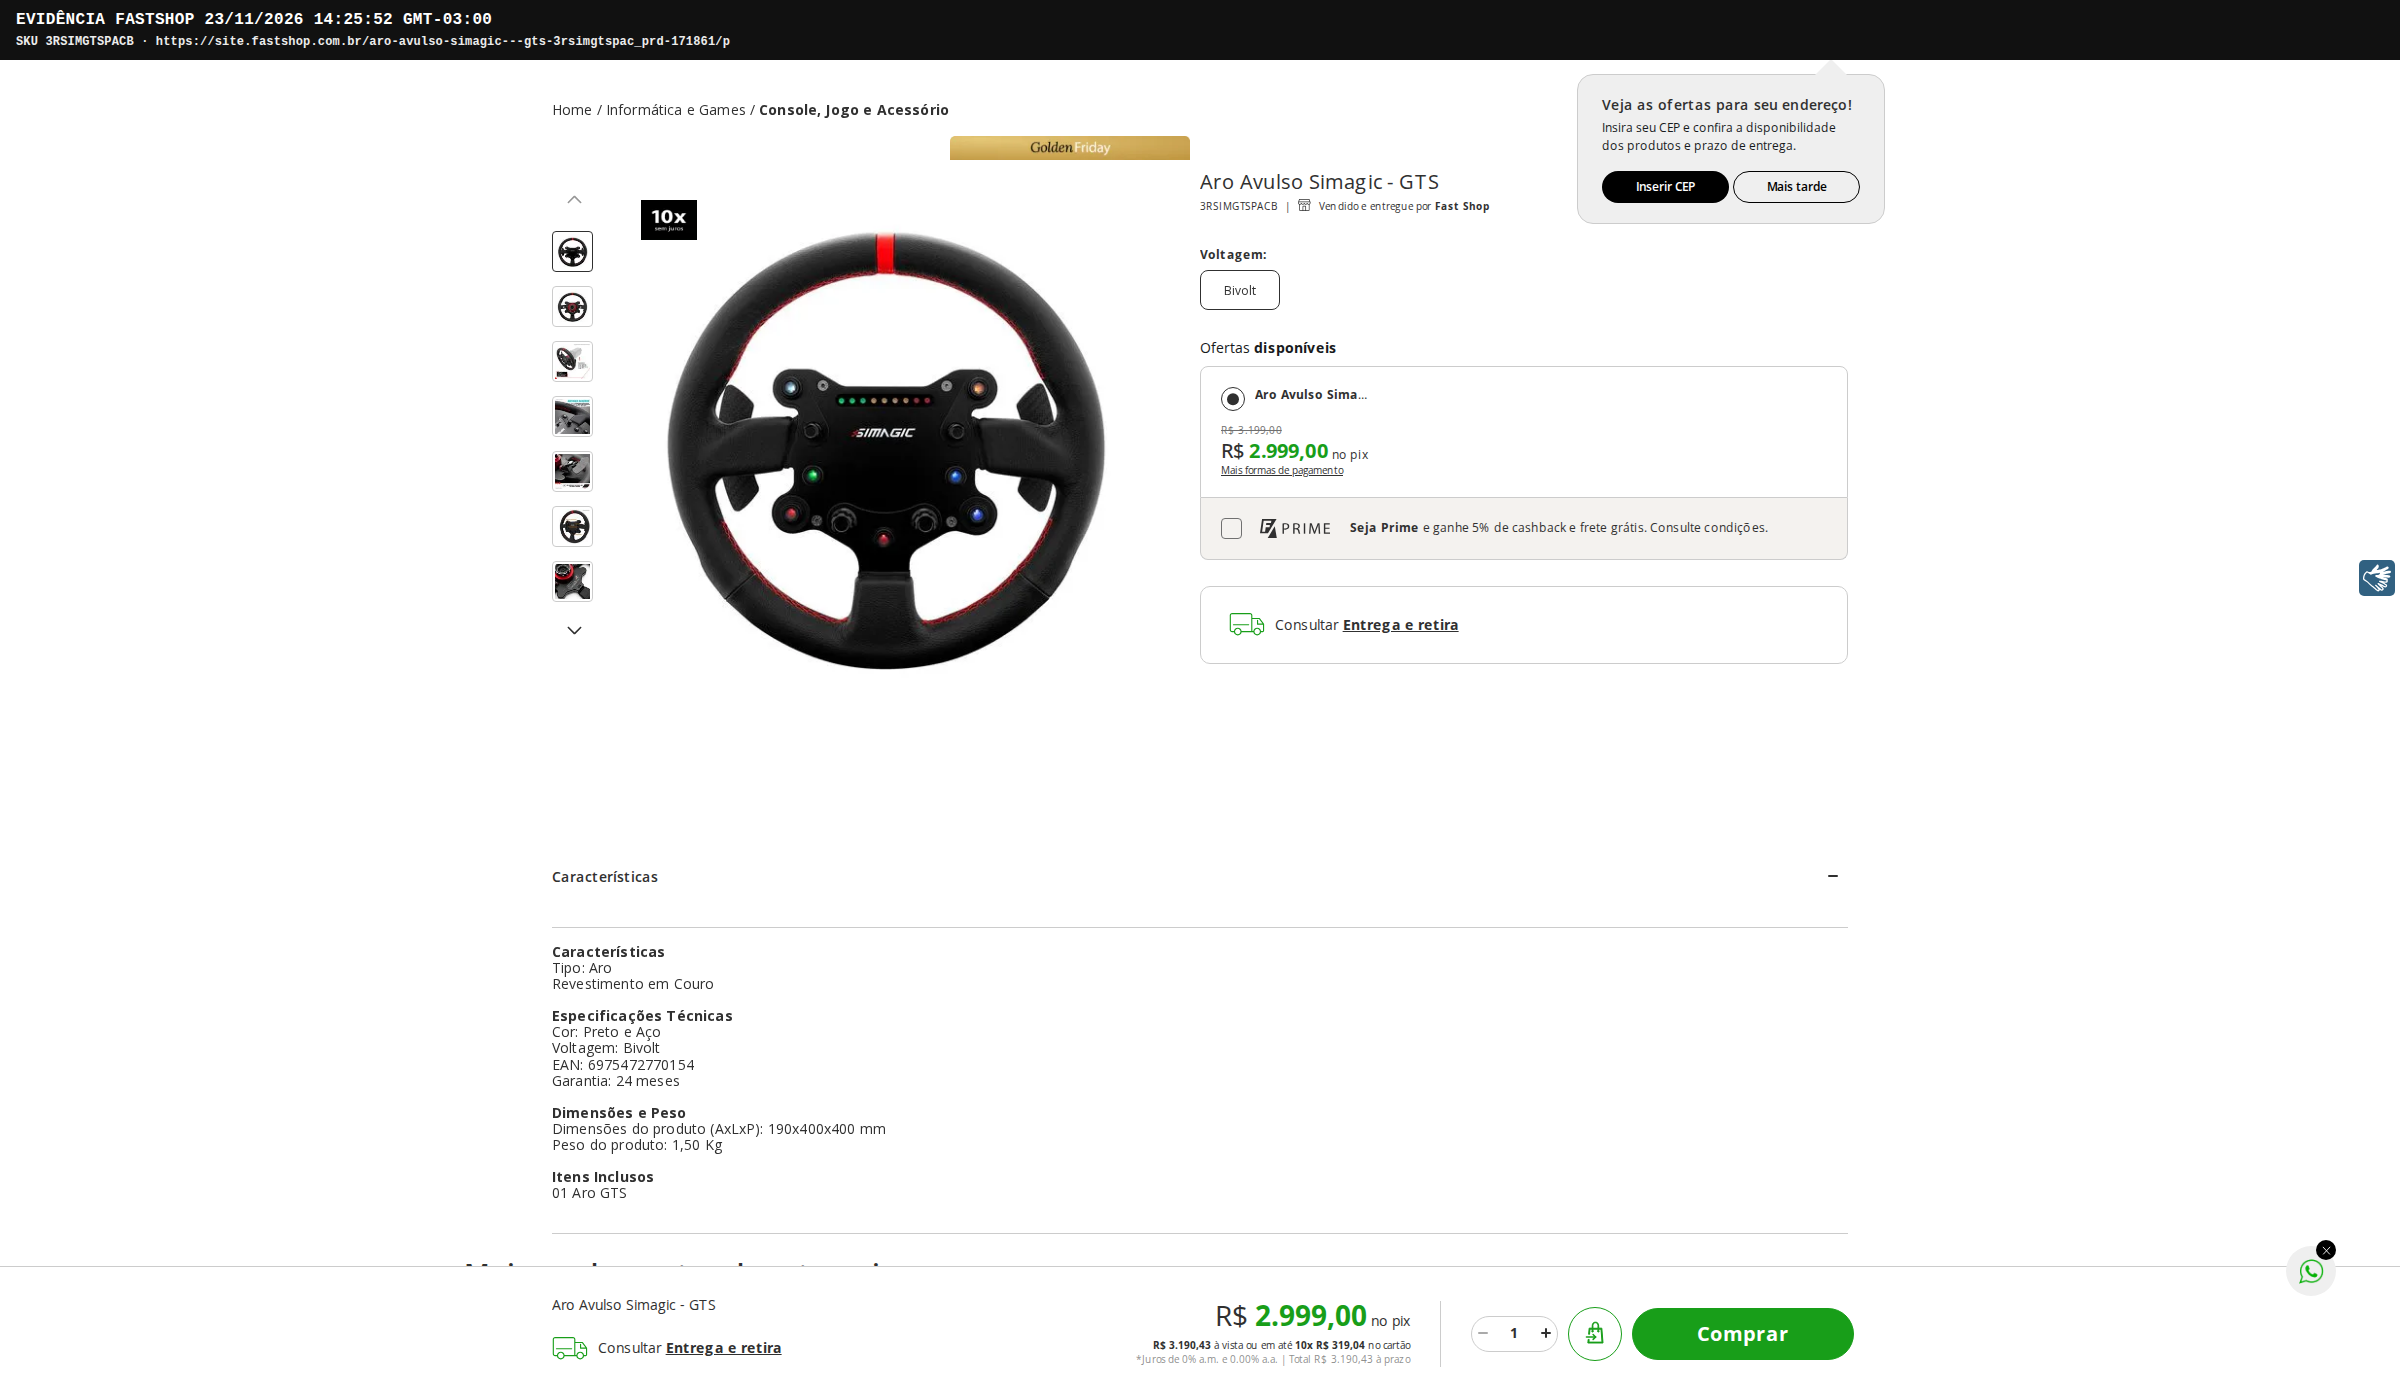 EVIDÊNCIA FASTSHOP 23/11/2026 14:25:52 GMT-03:00
SKU 3RSIMGTSPACB · https://site.fastshop.com.br/aro-avulso-simagic---gts-3rsimgtspac_prd-171861/p
Home / Informática e Games / Console, Jogo e Acessório
Veja as ofertas para seu endereço!
Insira seu CEP e confira a disponibilidade
dos produtos e prazo de entrega.
Inserir CEP
Mais tarde
Golden Friday
10x
sem juros
SIMAGIC
Aro Avulso Simagic - GTS
3RSIMGTSPACB | Vendido e entregue por Fast Shop
Voltagem:
Bivolt
Ofertas disponíveis
Aro Avulso Sima...
R$ 3.199,00
R$ 2.999,00 no pix
Mais formas de pagamento
PRIME Seja Prime e ganhe 5% de cashback e frete grátis. Consulte condições.
Consultar Entrega e retira
Características
Características
Tipo: Aro
Revestimento em Couro
Especificações Técnicas
Cor: Preto e Aço
Voltagem: Bivolt
EAN: 6975472770154
Garantia: 24 meses
Dimensões e Peso
Dimensões do produto (AxLxP): 190x400x400 mm
Peso do produto: 1,50 Kg
Itens Inclusos
01 Aro GTS
Aro Avulso Simagic - GTS
Consultar Entrega e retira
R$ 2.999,00 no pix
R$ 3.190,43 à vista ou em até 10x R$ 319,04 no cartão
*Juros de 0% a.m. e 0.00% a.a. | Total R$ 3.190,43 à prazo
1
Comprar